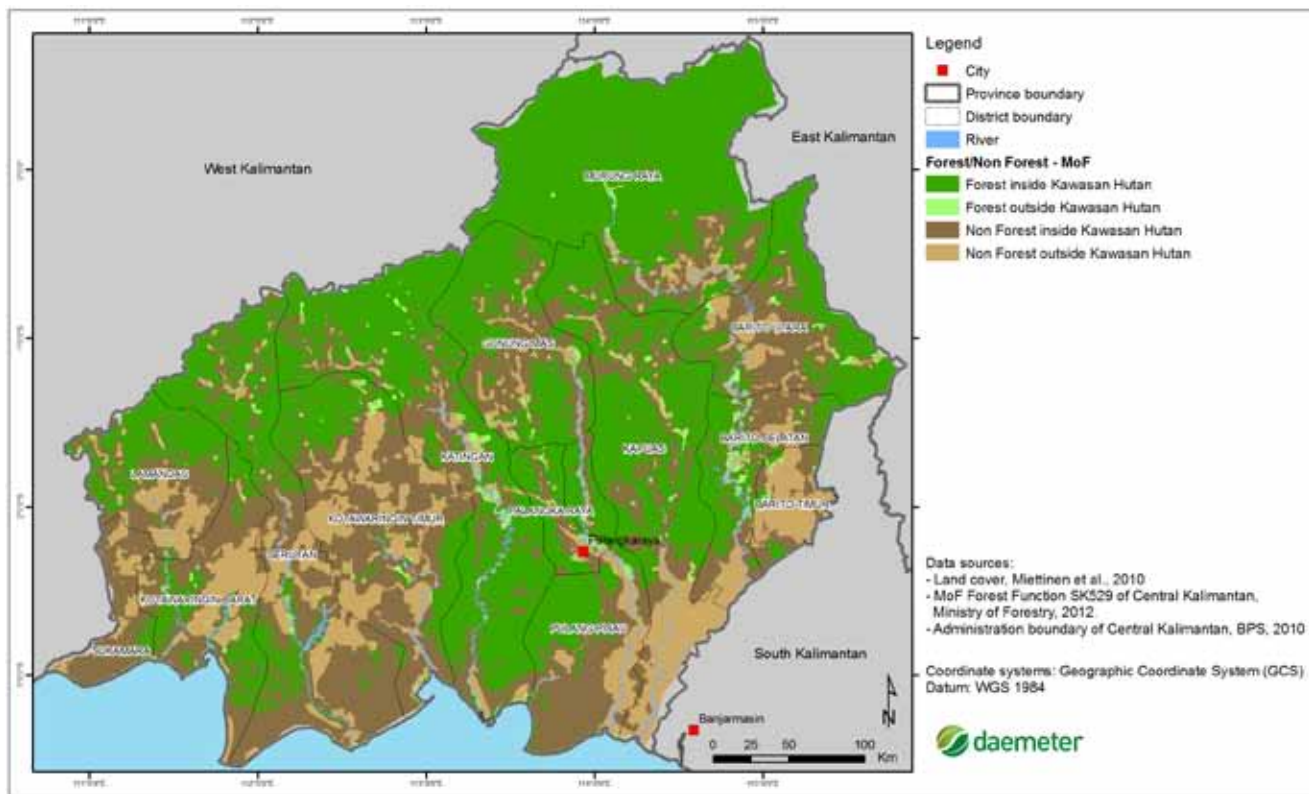 Legend
City
Province boundary
District boundary
River
Forest/Non Forest - MoF
Forest inside Kawasan Hutan
Forest outside Kawasan Hutan
Non Forest inside Kawasan Hutan
Non Forest outside Kawasan Hutan
West Kalimantan
East Kalimantan
MURUNG RAYA
BARITO UTARA
GUNUNG MAS
KATINGAN
KAPUAS
BARITO SELATAN
LAMANDAU
PALANGKA RAYA
BARITO TIMUR
KOTAWARINGIN TIMUR
SERUYAN
Palangkaraya
KOTAWARINGIN BARAT
PULANG PISAU
SUKAMARA
South Kalimantan
Banjarmasin
N
0 25 50 100
Km
Data sources:
- Land cover, Miettinen et al., 2010
- MoF Forest Function SK529 of Central Kalimantan,
Ministry of Forestry, 2012
- Administration boundary of Central Kalimantan, BPS, 2010
Coordinate systems: Geographic Coordinate System (GCS)
Datum: WGS 1984
daemeter